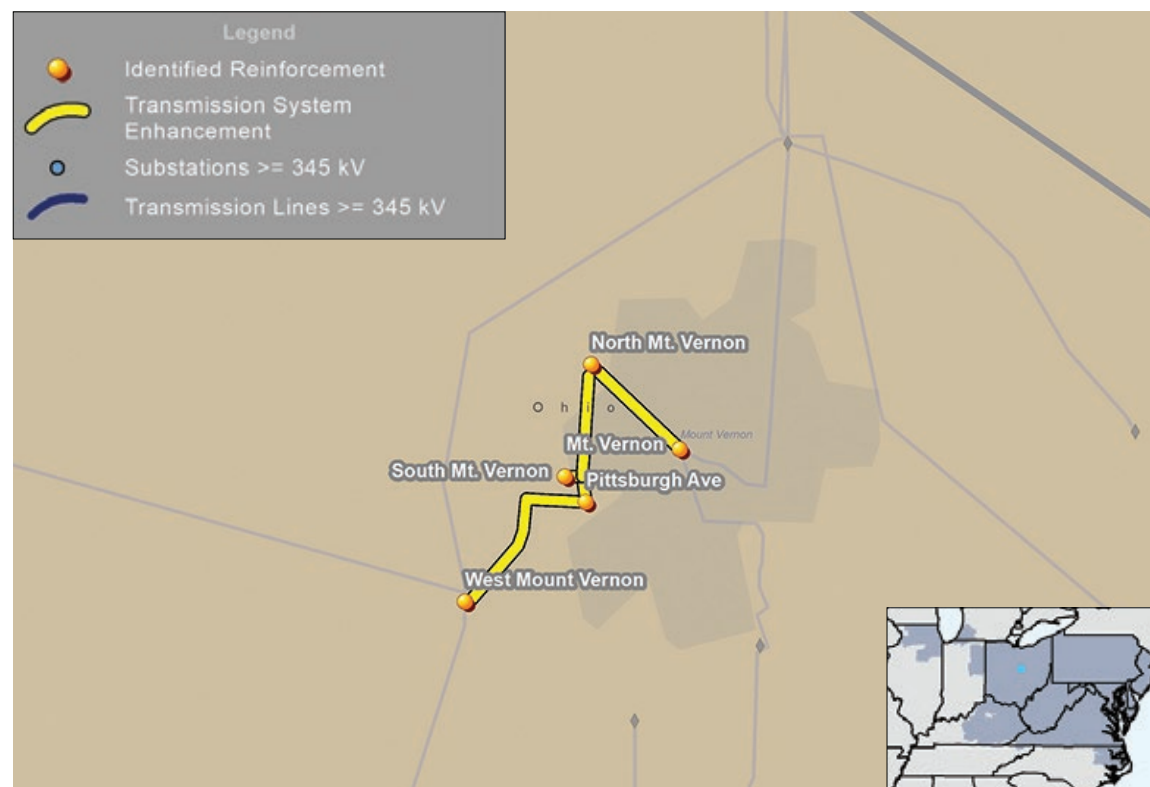 Legend
Identified Reinforcement
Transmission System
Enhancement
Substations >= 345 kV
Transmission Lines >= 345 kV
North Mt. Vernon
Ohio
Mount Vernon
Mt. Vernon
South Mt. Vernon
Pittsburgh Ave
West Mount Vernon